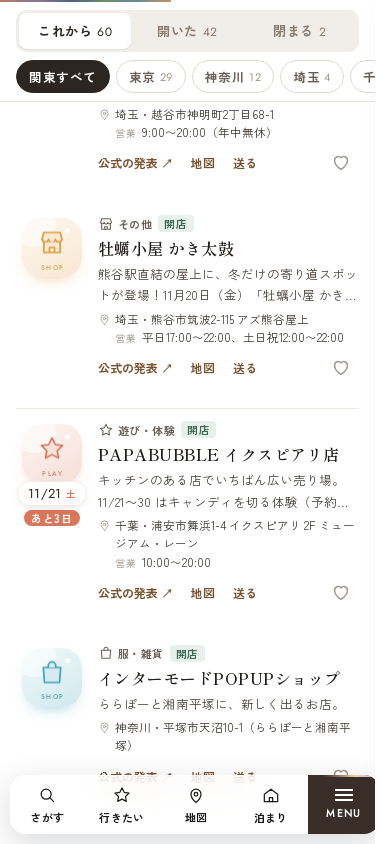 これから 60 開いた 42 閉まる 2
関東すべて 東京 29 神奈川 12 埼玉 4
埼玉・越谷市神明町2丁目68-1
営業 9:00〜20:00（年中無休）
公式の発表 ↗ 地図 送る
SHOP
その他 開店
牡蠣小屋 かき太鼓
熊谷駅直結の屋上に、冬だけの寄り道スポッ
トが登場！11月20日（金）「牡蠣小屋 かき…
埼玉・熊谷市筑波2-115 アズ熊谷屋上
営業 平日17:00〜22:00、土日祝12:00〜22:00
公式の発表 ↗ 地図 送る
PLAY
11/21 土
あと3日
遊び・体験 開店
PAPABUBBLE イクスピアリ店
キッチンのある店でいちばん広い売り場。
11/21〜30 はキャンディを切る体験（予約…
千葉・浦安市舞浜1-4 イクスピアリ 2F ミュー
ジアム・レーン
営業 10:00〜20:00
公式の発表 ↗ 地図 送る
SHOP
服・雑貨 開店
インターモードPOPUPショップ
ららぽーと湘南平塚に、新しく出るお店。
神奈川・平塚市天沼10-1（ららぽーと湘南平
塚）
公式の発表 ↗ 地図 送る
さがす 行きたい 地図 泊まり MENU